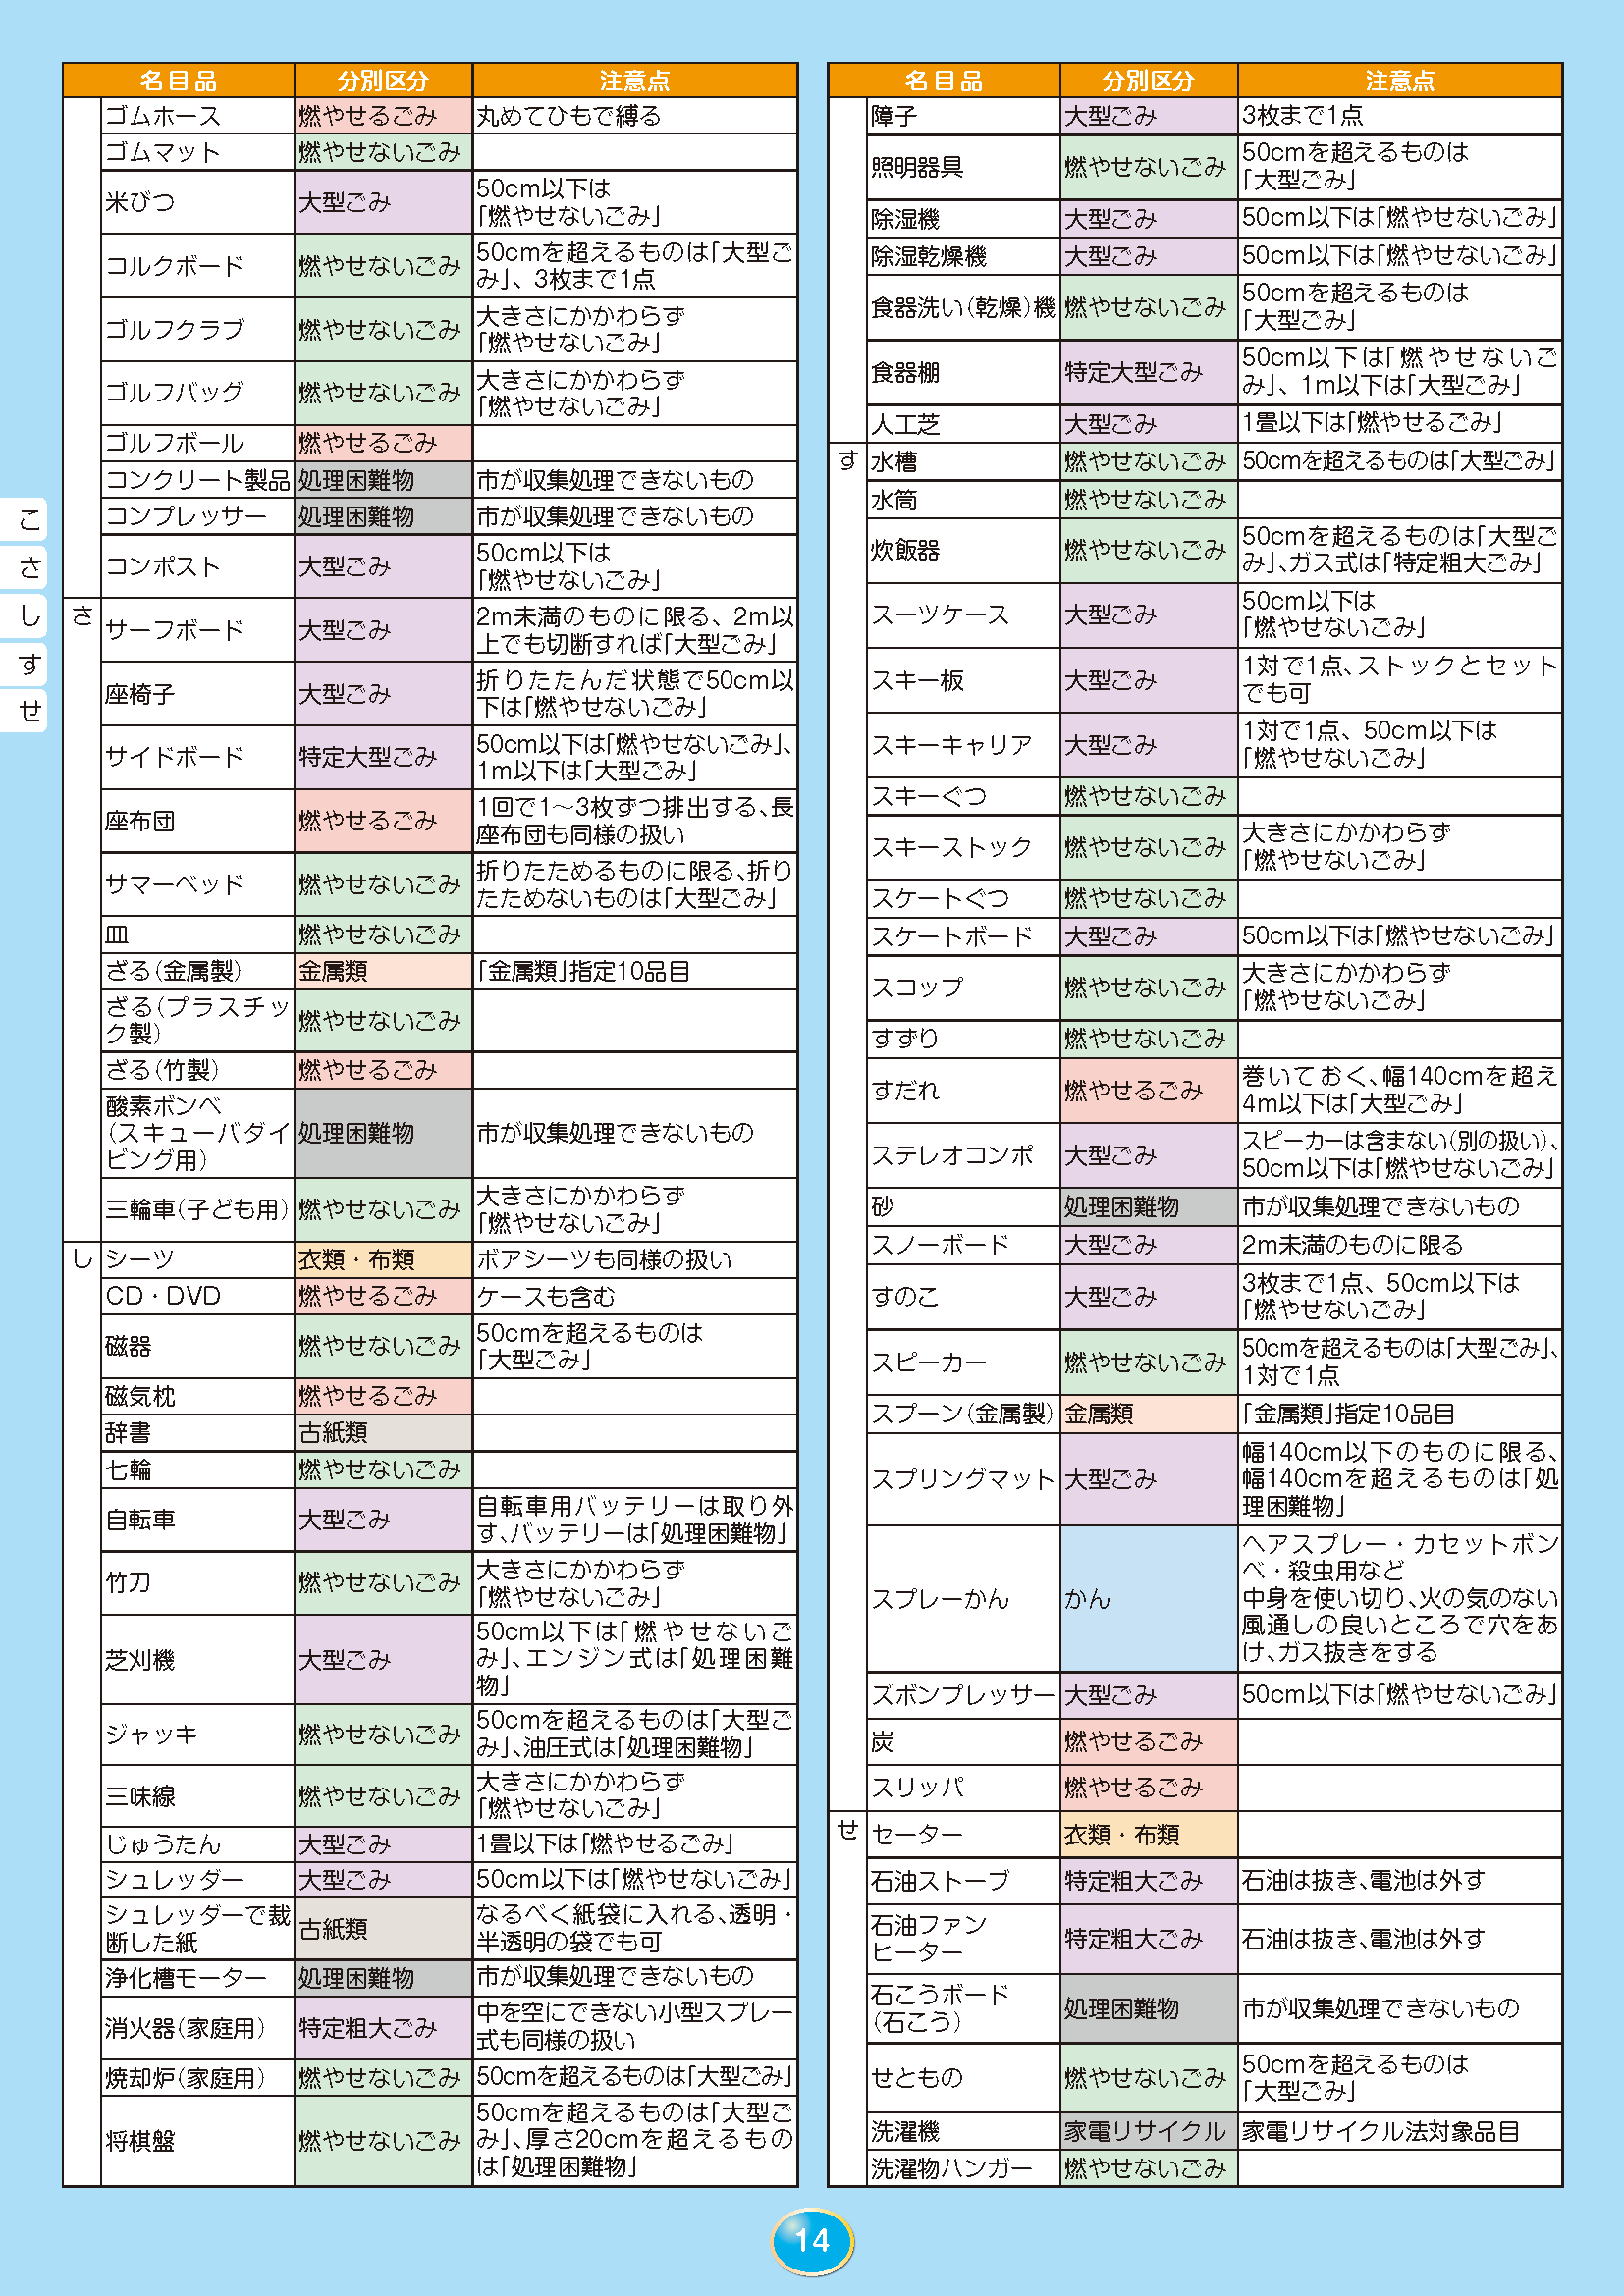 名目品 分別区分 注意点
ゴムホース 燃やせるごみ 丸めてひもで縛る
ゴムマット 燃やせないごみ
米びつ 大型ごみ 50cm以下は
「燃やせないごみ」
コルクボード 燃やせないごみ 50cmを超えるものは「大型ご
み」、3枚まで1点
ゴルフクラブ 燃やせないごみ 大きさにかかわらず
「燃やせないごみ」
ゴルフバッグ 燃やせないごみ 大きさにかかわらず
「燃やせないごみ」
ゴルフボール 燃やせるごみ
コンクリート製品 処理困難物 市が収集処理できないもの
コンプレッサー 処理困難物 市が収集処理できないもの
コンポスト 大型ごみ 50cm以下は
「燃やせないごみ」
さ サーフボード 大型ごみ 2m未満のものに限る、2m以
上でも切断すれば「大型ごみ」
座椅子 大型ごみ 折りたたんだ状態で50cm以
下は「燃やせないごみ」
サイドボード 特定大型ごみ 50cm以下は「燃やせないごみ」、
1m以下は「大型ごみ」
座布団 燃やせるごみ 1回で1〜3枚ずつ排出する、長
座布団も同様の扱い
サマーベッド 燃やせないごみ 折りたためるものに限る、折り
たためないものは「大型ごみ」
皿 燃やせないごみ
ざる（金属製） 金属類 「金属類」指定10品目
ざる（プラスチッ
ク製） 燃やせないごみ
ざる（竹製） 燃やせるごみ
酸素ボンベ
（スキューバダイ
ビング用） 処理困難物 市が収集処理できないもの
三輪車（子ども用） 燃やせないごみ 大きさにかかわらず
「燃やせないごみ」
し シーツ 衣類・布類 ボアシーツも同様の扱い
CD・DVD 燃やせるごみ ケースも含む
磁器 燃やせないごみ 50cmを超えるものは
「大型ごみ」
磁気枕 燃やせるごみ
辞書 古紙類
七輪 燃やせないごみ
自転車 大型ごみ 自転車用バッテリーは取り外
す、バッテリーは「処理困難物」
竹刀 燃やせないごみ 大きさにかかわらず
「燃やせないごみ」
芝刈機 大型ごみ 50cm以下は「燃やせないご
み」、エンジン式は「処理困難
物」
ジャッキ 燃やせないごみ 50cmを超えるものは「大型ご
み」、油圧式は「処理困難物」
三味線 燃やせないごみ 大きさにかかわらず
「燃やせないごみ」
じゅうたん 大型ごみ 1畳以下は「燃やせるごみ」
シュレッダー 大型ごみ 50cm以下は「燃やせないごみ」
シュレッダーで裁
断した紙 古紙類 なるべく紙袋に入れる、透明・
半透明の袋でも可
浄化槽モーター 処理困難物 市が収集処理できないもの
消火器（家庭用） 特定粗大ごみ 中を空にできない小型スプレー
式も同様の扱い
焼却炉（家庭用） 燃やせないごみ 50cmを超えるものは「大型ごみ」
将棋盤 燃やせないごみ 50cmを超えるものは「大型ご
み」、厚さ20cmを超えるもの
は「処理困難物」
名目品 分別区分 注意点
障子 大型ごみ 3枚まで1点
照明器具 燃やせないごみ 50cmを超えるものは
「大型ごみ」
除湿機 大型ごみ 50cm以下は「燃やせないごみ」
除湿乾燥機 大型ごみ 50cm以下は「燃やせないごみ」
食器洗い（乾燥）機 燃やせないごみ 50cmを超えるものは
「大型ごみ」
食器棚 特定大型ごみ 50cm以下は「燃やせないご
み」、1m以下は「大型ごみ」
人工芝 大型ごみ 1畳以下は「燃やせるごみ」
す 水槽 燃やせないごみ 50cmを超えるものは「大型ごみ」
水筒 燃やせないごみ
炊飯器 燃やせないごみ 50cmを超えるものは「大型ご
み」、ガス式は「特定粗大ごみ」
スーツケース 大型ごみ 50cm以下は
「燃やせないごみ」
スキー板 大型ごみ 1対で1点、ストックとセット
でも可
スキーキャリア 大型ごみ 1対で1点、50cm以下は
「燃やせないごみ」
スキーぐつ 燃やせないごみ
スキーストック 燃やせないごみ 大きさにかかわらず
「燃やせないごみ」
スケートぐつ 燃やせないごみ
スケートボード 大型ごみ 50cm以下は「燃やせないごみ」
スコップ 燃やせないごみ 大きさにかかわらず
「燃やせないごみ」
すずり 燃やせないごみ
すだれ 燃やせるごみ 巻いておく、幅140cmを超え
4m以下は「大型ごみ」
ステレオコンポ 大型ごみ スピーカーは含まない（別の扱い）、
50cm以下は「燃やせないごみ」
砂 処理困難物 市が収集処理できないもの
スノーボード 大型ごみ 2m未満のものに限る
すのこ 大型ごみ 3枚まで1点、50cm以下は
「燃やせないごみ」
スピーカー 燃やせないごみ 50cmを超えるものは「大型ごみ」、
1対で1点
スプーン（金属製） 金属類 「金属類」指定10品目
スプリングマット 大型ごみ 幅140cm以下のものに限る、
幅140cmを超えるものは「処
理困難物」
スプレーかん かん ヘアスプレー・カセットボン
ベ・殺虫用など
中身を使い切り、火の気のない
風通しの良いところで穴をあ
け、ガス抜きをする
ズボンプレッサー 大型ごみ 50cm以下は「燃やせないごみ」
炭 燃やせるごみ
スリッパ 燃やせるごみ
せ セーター 衣類・布類
石油ストーブ 特定粗大ごみ 石油は抜き、電池は外す
石油ファン
ヒーター 特定粗大ごみ 石油は抜き、電池は外す
石こうボード
（石こう） 処理困難物 市が収集処理できないもの
せともの 燃やせないごみ 50cmを超えるものは
「大型ごみ」
洗濯機 家電リサイクル 家電リサイクル法対象品目
洗濯物ハンガー 燃やせないごみ
こ
さ
し
す
せ
14